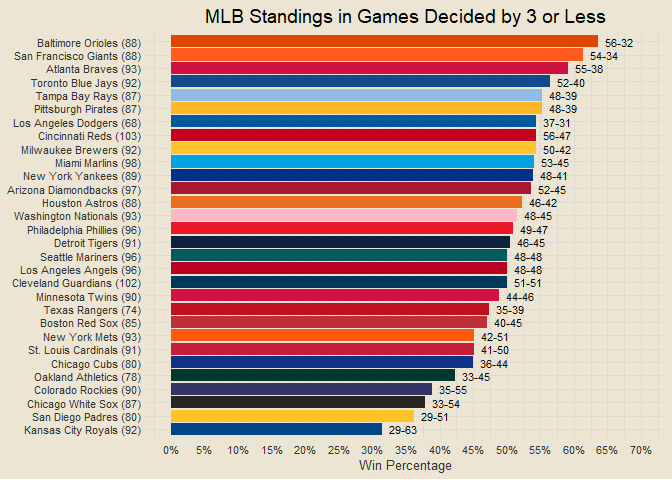 MLB Standings in Games Decided by 3 or Less
Baltimore Orioles (88) 56-32
San Francisco Giants (88) 54-34
Atlanta Braves (93) 55-38
Toronto Blue Jays (92) 52-40
Tampa Bay Rays (87) 48-39
Pittsburgh Pirates (87) 48-39
Los Angeles Dodgers (68) 37-31
Cincinnati Reds (103) 56-47
Milwaukee Brewers (92) 50-42
Miami Marlins (98) 53-45
New York Yankees (89) 48-41
Arizona Diamondbacks (97) 52-45
Houston Astros (88) 46-42
Washington Nationals (93) 48-45
Philadelphia Phillies (96) 49-47
Detroit Tigers (91) 46-45
Seattle Mariners (96) 48-48
Los Angeles Angels (96) 48-48
Cleveland Guardians (102) 51-51
Minnesota Twins (90) 44-46
Texas Rangers (74) 35-39
Boston Red Sox (85) 40-45
New York Mets (93) 42-51
St. Louis Cardinals (91) 41-50
Chicago Cubs (80) 36-44
Oakland Athletics (78) 33-45
Colorado Rockies (90) 35-55
Chicago White Sox (87) 33-54
San Diego Padres (80) 29-51
Kansas City Royals (92) 29-63
0% 5% 10% 15% 20% 25% 30% 35% 40% 45% 50% 55% 60% 65% 70%
Win Percentage